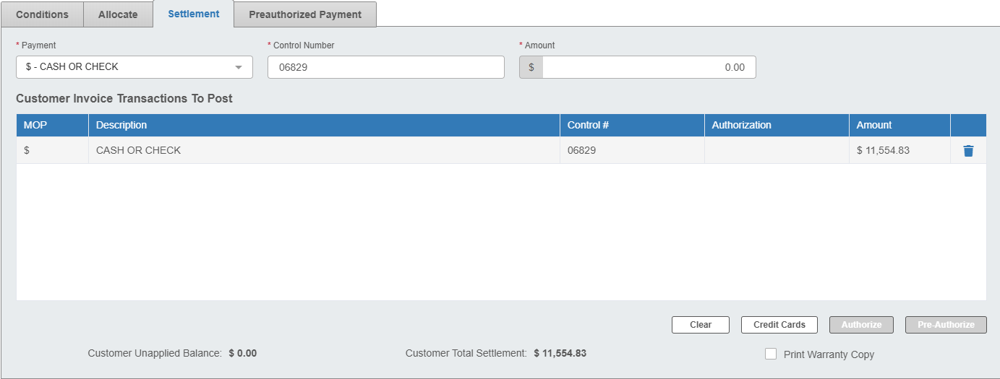 Conditions Allocate Settlement Preauthorized Payment
* Payment * Control Number * Amount
$ - CASH OR CHECK 06829 $ 0.00
Customer Invoice Transactions To Post
MOP Description Control # Authorization Amount
$ CASH OR CHECK 06829 $ 11,554.83
Clear Credit Cards Authorize Pre-Authorize
Customer Unapplied Balance: $ 0.00 Customer Total Settlement: $ 11,554.83 Print Warranty Copy